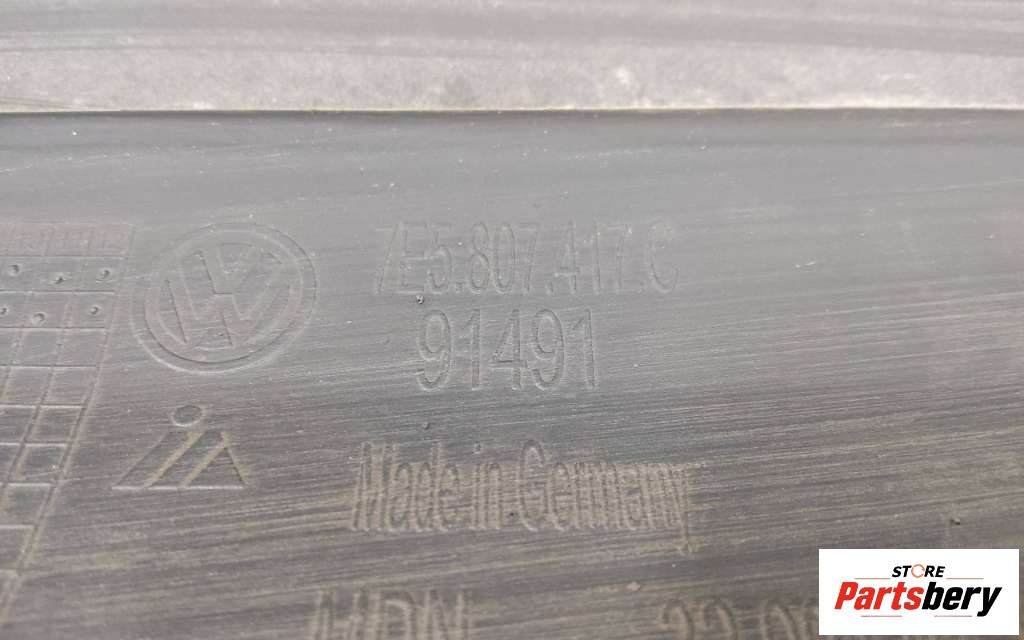 7E5.807.417.C
91491
Made in Germany
STORE
Partsbery